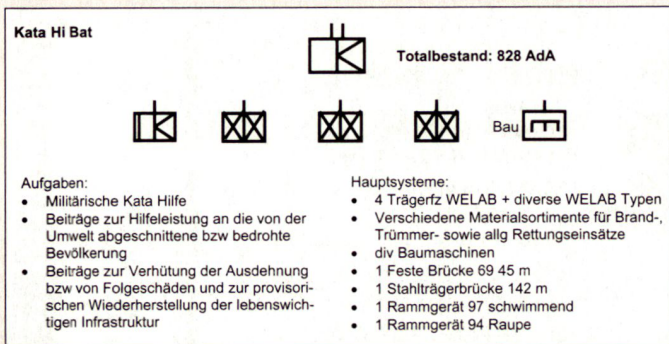 Kata Hi Bat
Totalbestand: 828 AdA
Bau
Aufgaben:
• Militärische Kata Hilfe
• Beiträge zur Hilfeleistung an die von der
Umwelt abgeschnittene bzw bedrohte
Bevölkerung
• Beiträge zur Verhütung der Ausdehnung
bzw von Folgeschäden und zur provisori-
schen Wiederherstellung der lebenswich-
tigen Infrastruktur
Hauptsysteme:
• 4 Trägerfz WELAB + diverse WELAB Typen
• Verschiedene Materialsortimente für Brand-,
Trümmer- sowie allg Rettungseinsätze
• div Baumaschinen
• 1 Feste Brücke 69 45 m
• 1 Stahlträgerbrücke 142 m
• 1 Rammgerät 97 schwimmend
• 1 Rammgerät 94 Raupe